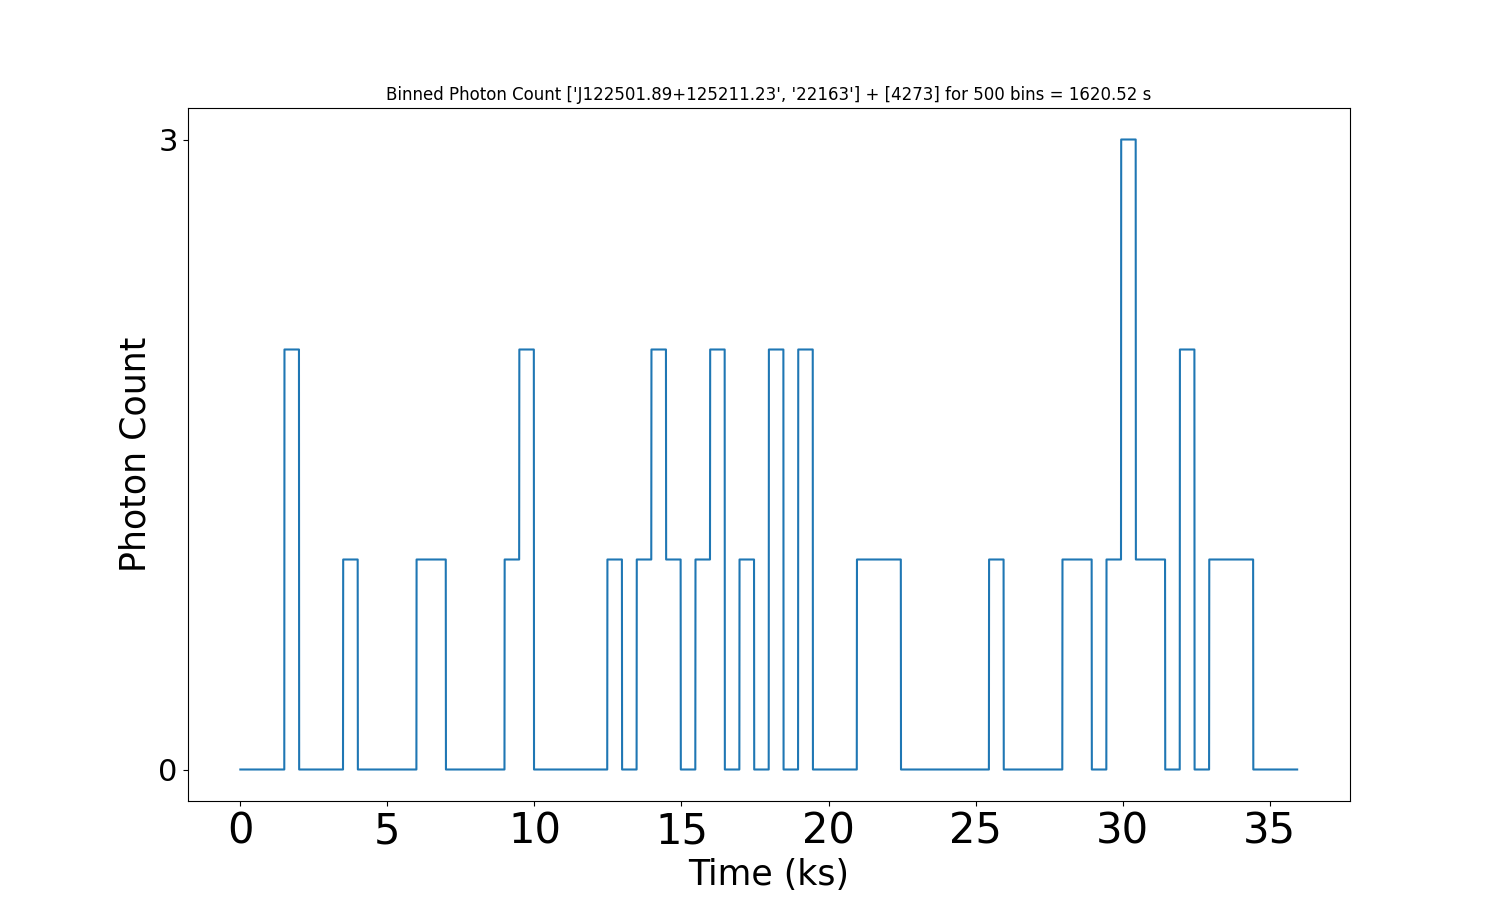 Binned Photon Count ['J122501.89+125211.23', '22163'] + [4273] for 500 bins = 1620.52 s
3
Photon Count
0
0 5 10 15 20 25 30 35
Time (ks)